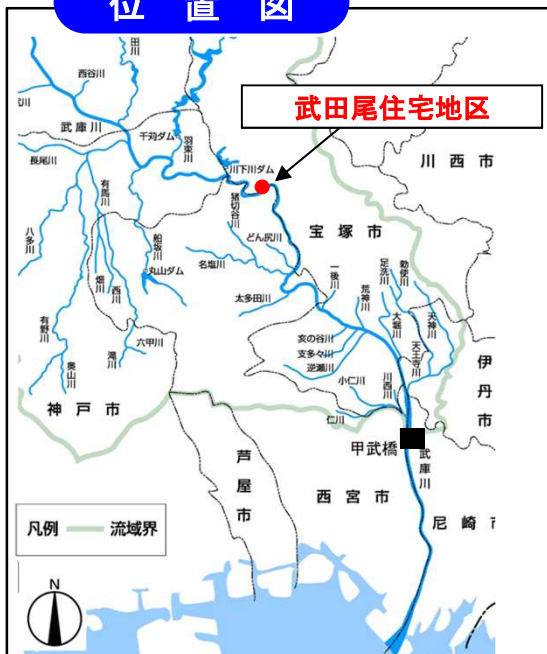 位置図
田川
西谷川
武庫川
千苅ダム
羽束川
武田尾住宅地区
川西市
長尾川
川下川ダム
有馬川
猪切谷川
宝塚市
八多川
船坂川
どん尻川
名塩川
丸山ダム
畑川
西川
太多田川
一後川
荒神川
足洗川
勅使川
大堀川
天神川
天王寺川
有野川
六甲川
滝川
奥山川
亥の谷川
支多々川
逆瀬川
小仁川
川西川
仁川
伊丹市
神戸市
甲武橋
武庫川
芦屋市
西宮市
尼崎
凡例 流域界
N